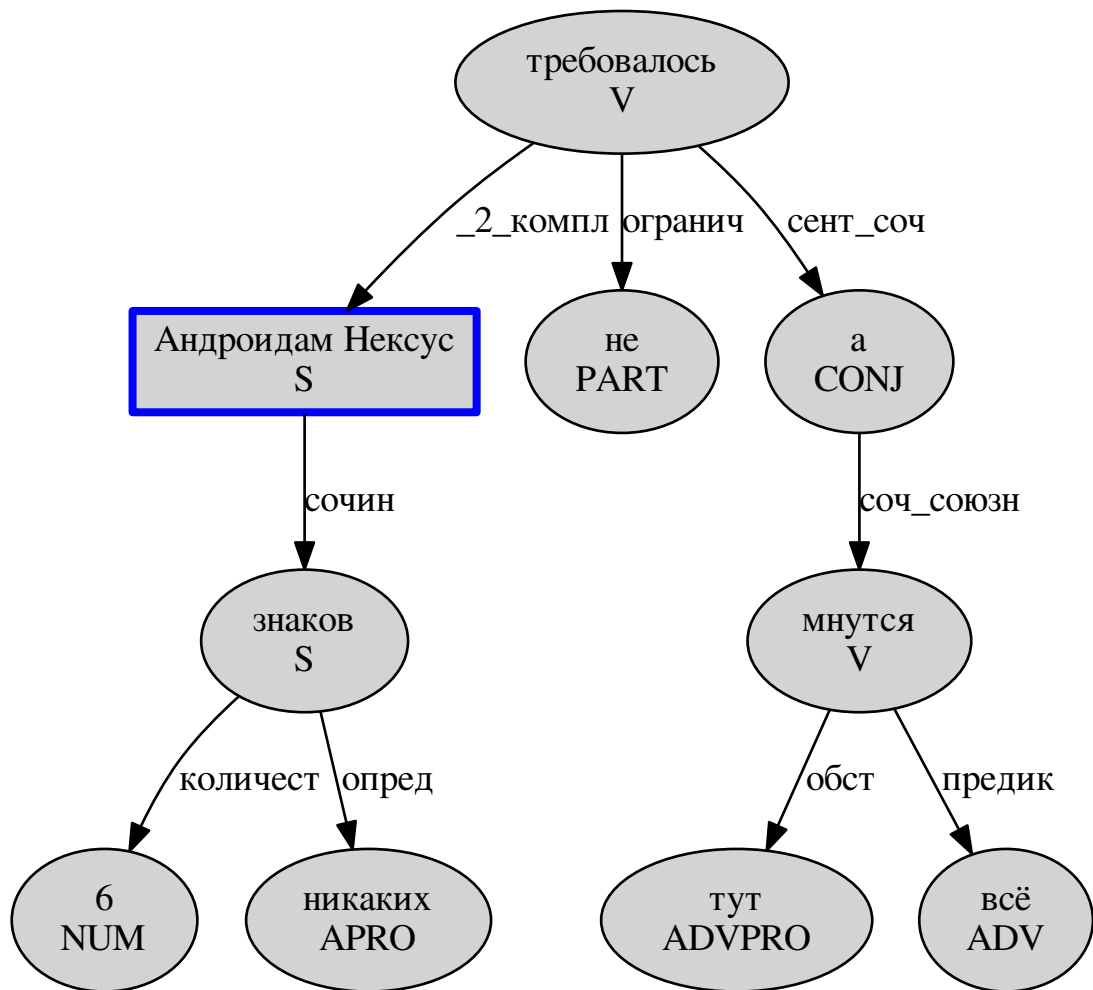 требовалось
V
_2_компл
огранич
сент_соч
Андроидам Нексус
S
не
PART
а
CONJ
сочин
соч_союзн
знаков
S
мнутся
V
количест
опред
обст
предик
6
NUM
никаких
APRO
тут
ADVPRO
всё
ADV